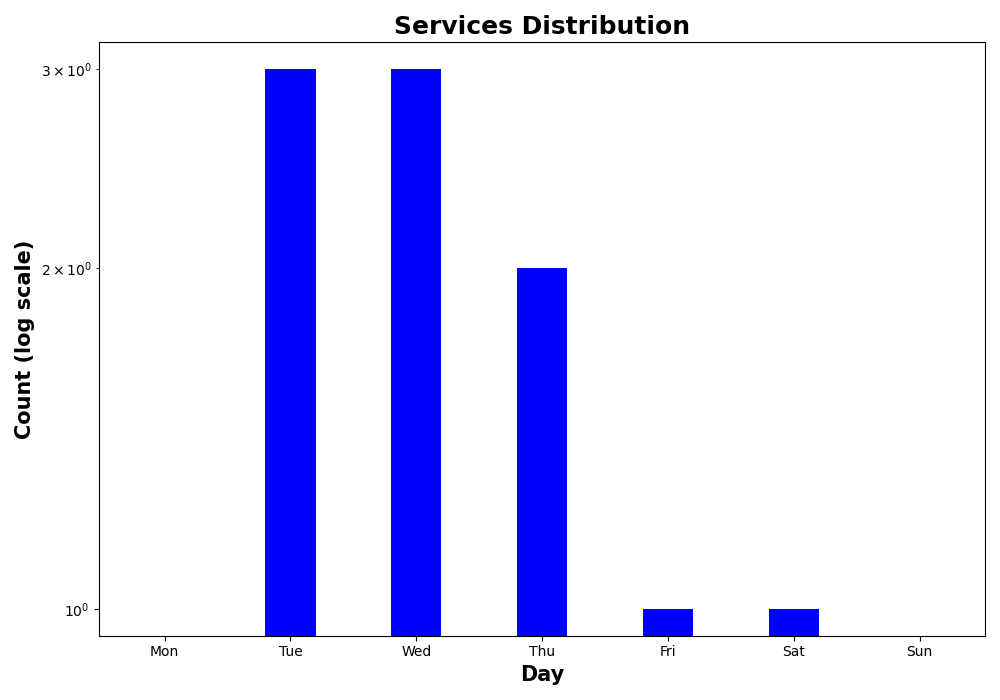 Services Distribution
3 × 10⁰
2 × 10⁰
10⁰
Count (log scale)
Mon Tue Wed Thu Fri Sat Sun
Day